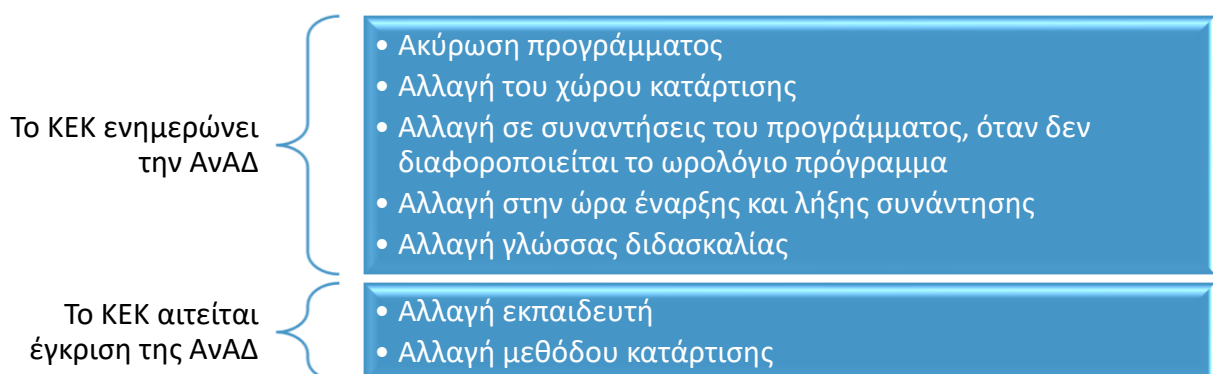 Το ΚΕΚ ενημερώνει
την ΑνΑΔ
• Ακύρωση προγράμματος
• Αλλαγή του χώρου κατάρτισης
• Αλλαγή σε συναντήσεις του προγράμματος, όταν δεν
διαφοροποιείται το ωρολόγιο πρόγραμμα
• Αλλαγή στην ώρα έναρξης και λήξης συνάντησης
• Αλλαγή γλώσσας διδασκαλίας
Το ΚΕΚ αιτείται
έγκριση της ΑνΑΔ
• Αλλαγή εκπαιδευτή
• Αλλαγή μεθόδου κατάρτισης